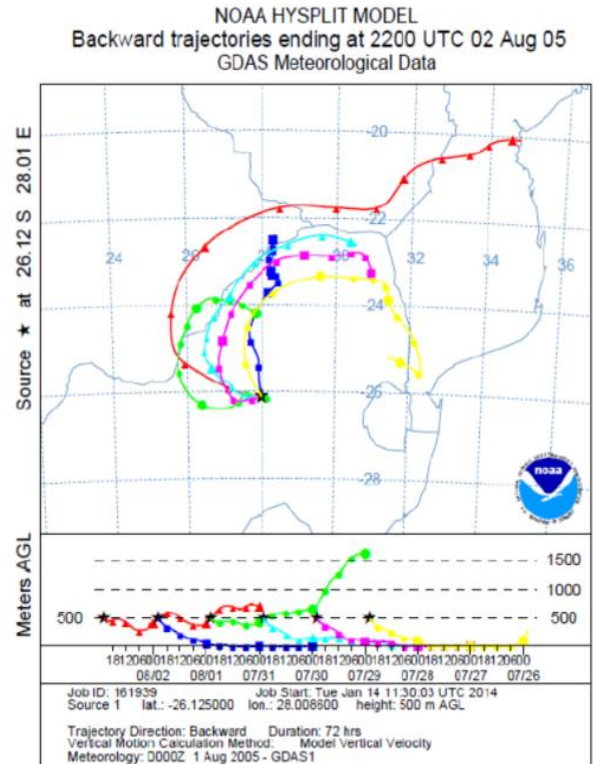 NOAA HYSPLIT MODEL
Backward trajectories ending at 2200 UTC 02 Aug 05
GDAS Meteorological Data
Source ★ at 26.12 S 28.01 E
-20
-22
24
26
30
32
34
36
-24
-26
-28
noaa
Meters AGL
500
1500
1000
500
08/02
08/01
07/31
07/30
07/29
07/28
07/27
07/26
Job ID: 161939 Job Start: Tue Jan 14 11:30:03 UTC 2014
Source 1 lat.: -26.125000 lon.: 28.008600 height: 500 m AGL
Trajectory Direction: Backward Duration: 72 hrs
Vertical Motion Calculation Method: Model Vertical Velocity
Meteorology: 0000Z 1 Aug 2005 - GDAS1